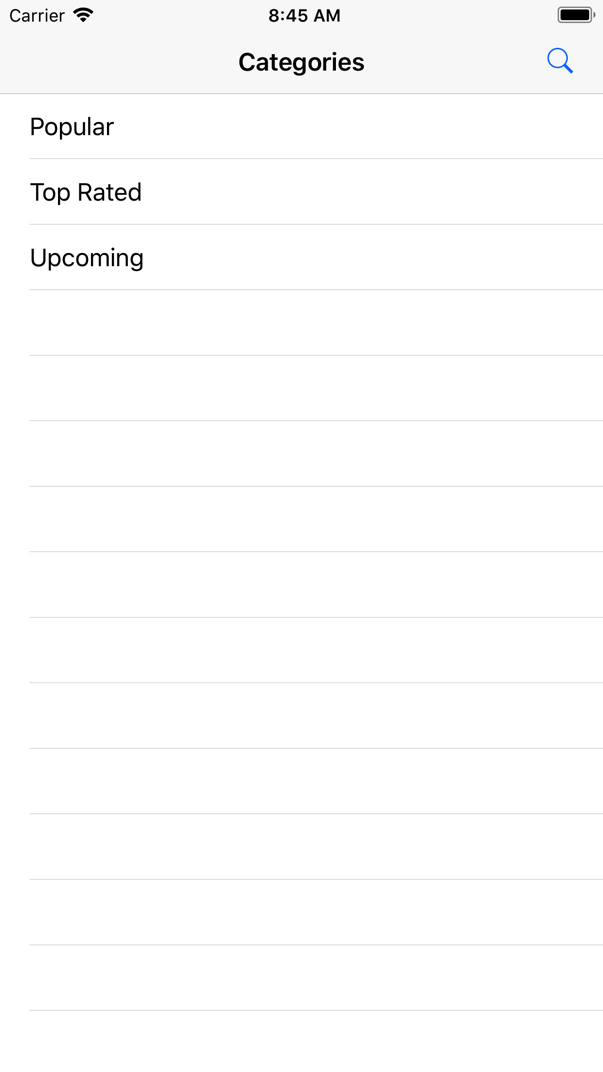 Carrier 8:45 AM
Categories
Popular
Top Rated
Upcoming